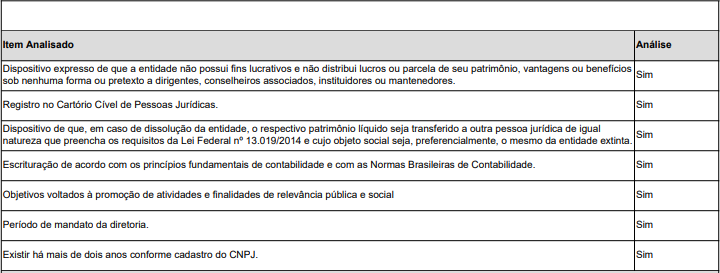 Item Analisado Análise
Dispositivo expresso de que a entidade não possui fins lucrativos e não distribui lucros ou parcela de seu patrimônio, vantagens ou benefícios
sob nenhuma forma ou pretexto a dirigentes, conselheiros associados, instituidores ou mantenedores. Sim
Registro no Cartório Cível de Pessoas Jurídicas. Sim
Dispositivo de que, em caso de dissolução da entidade, o respectivo patrimônio líquido seja transferido a outra pessoa jurídica de igual
natureza que preencha os requisitos da Lei Federal nº 13.019/2014 e cujo objeto social seja, preferencialmente, o mesmo da entidade extinta. Sim
Escrituração de acordo com os princípios fundamentais de contabilidade e com as Normas Brasileiras de Contabilidade. Sim
Objetivos voltados à promoção de atividades e finalidades de relevância pública e social Sim
Período de mandato da diretoria. Sim
Existir há mais de dois anos conforme cadastro do CNPJ. Sim